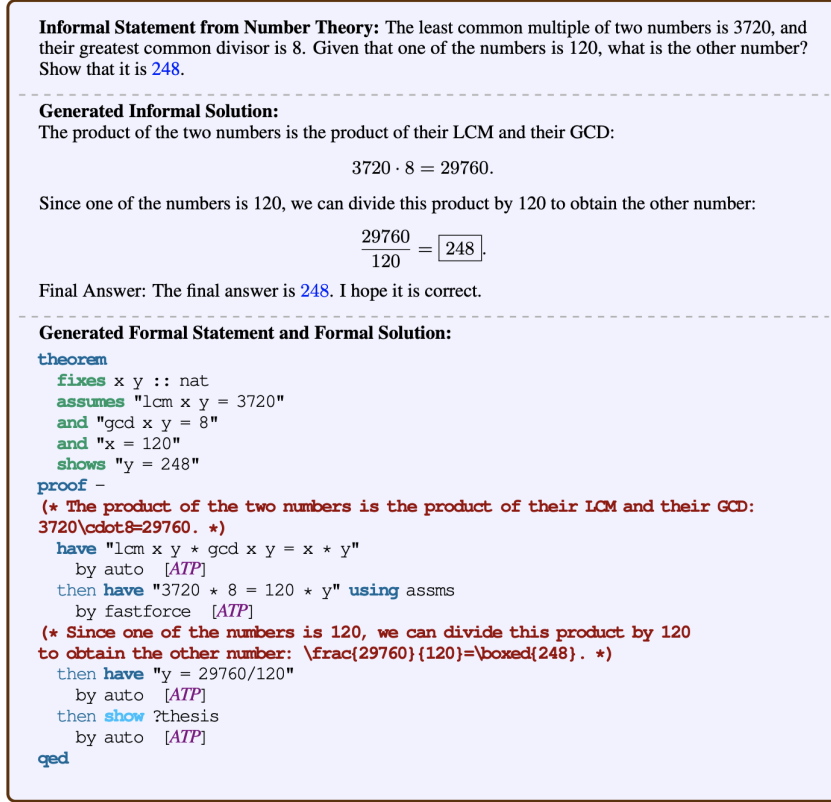 Informal Statement from Number Theory: The least common multiple of two numbers is 3720, and
their greatest common divisor is 8. Given that one of the numbers is 120, what is the other number?
Show that it is 248.
Generated Informal Solution:
The product of the two numbers is the product of their LCM and their GCD:
3720 · 8 = 29760.
Since one of the numbers is 120, we can divide this product by 120 to obtain the other number:
29760
120
= 248.
Final Answer: The final answer is 248. I hope it is correct.
Generated Formal Statement and Formal Solution:
theorem
fixes x y :: nat
assumes "lcm x y = 3720"
and "gcd x y = 8"
and "x = 120"
shows "y = 248"
proof -
(* The product of the two numbers is the product of their LCM and their GCD:
3720\cdot8=29760. *)
have "lcm x y * gcd x y = x * y"
by auto [ATP]
then have "3720 * 8 = 120 * y" using assms
by fastforce [ATP]
(* Since one of the numbers is 120, we can divide this product by 120
to obtain the other number: \frac{29760}{120}=\boxed{248}. *)
then have "y = 29760/120"
by auto [ATP]
then show ?thesis
by auto [ATP]
qed